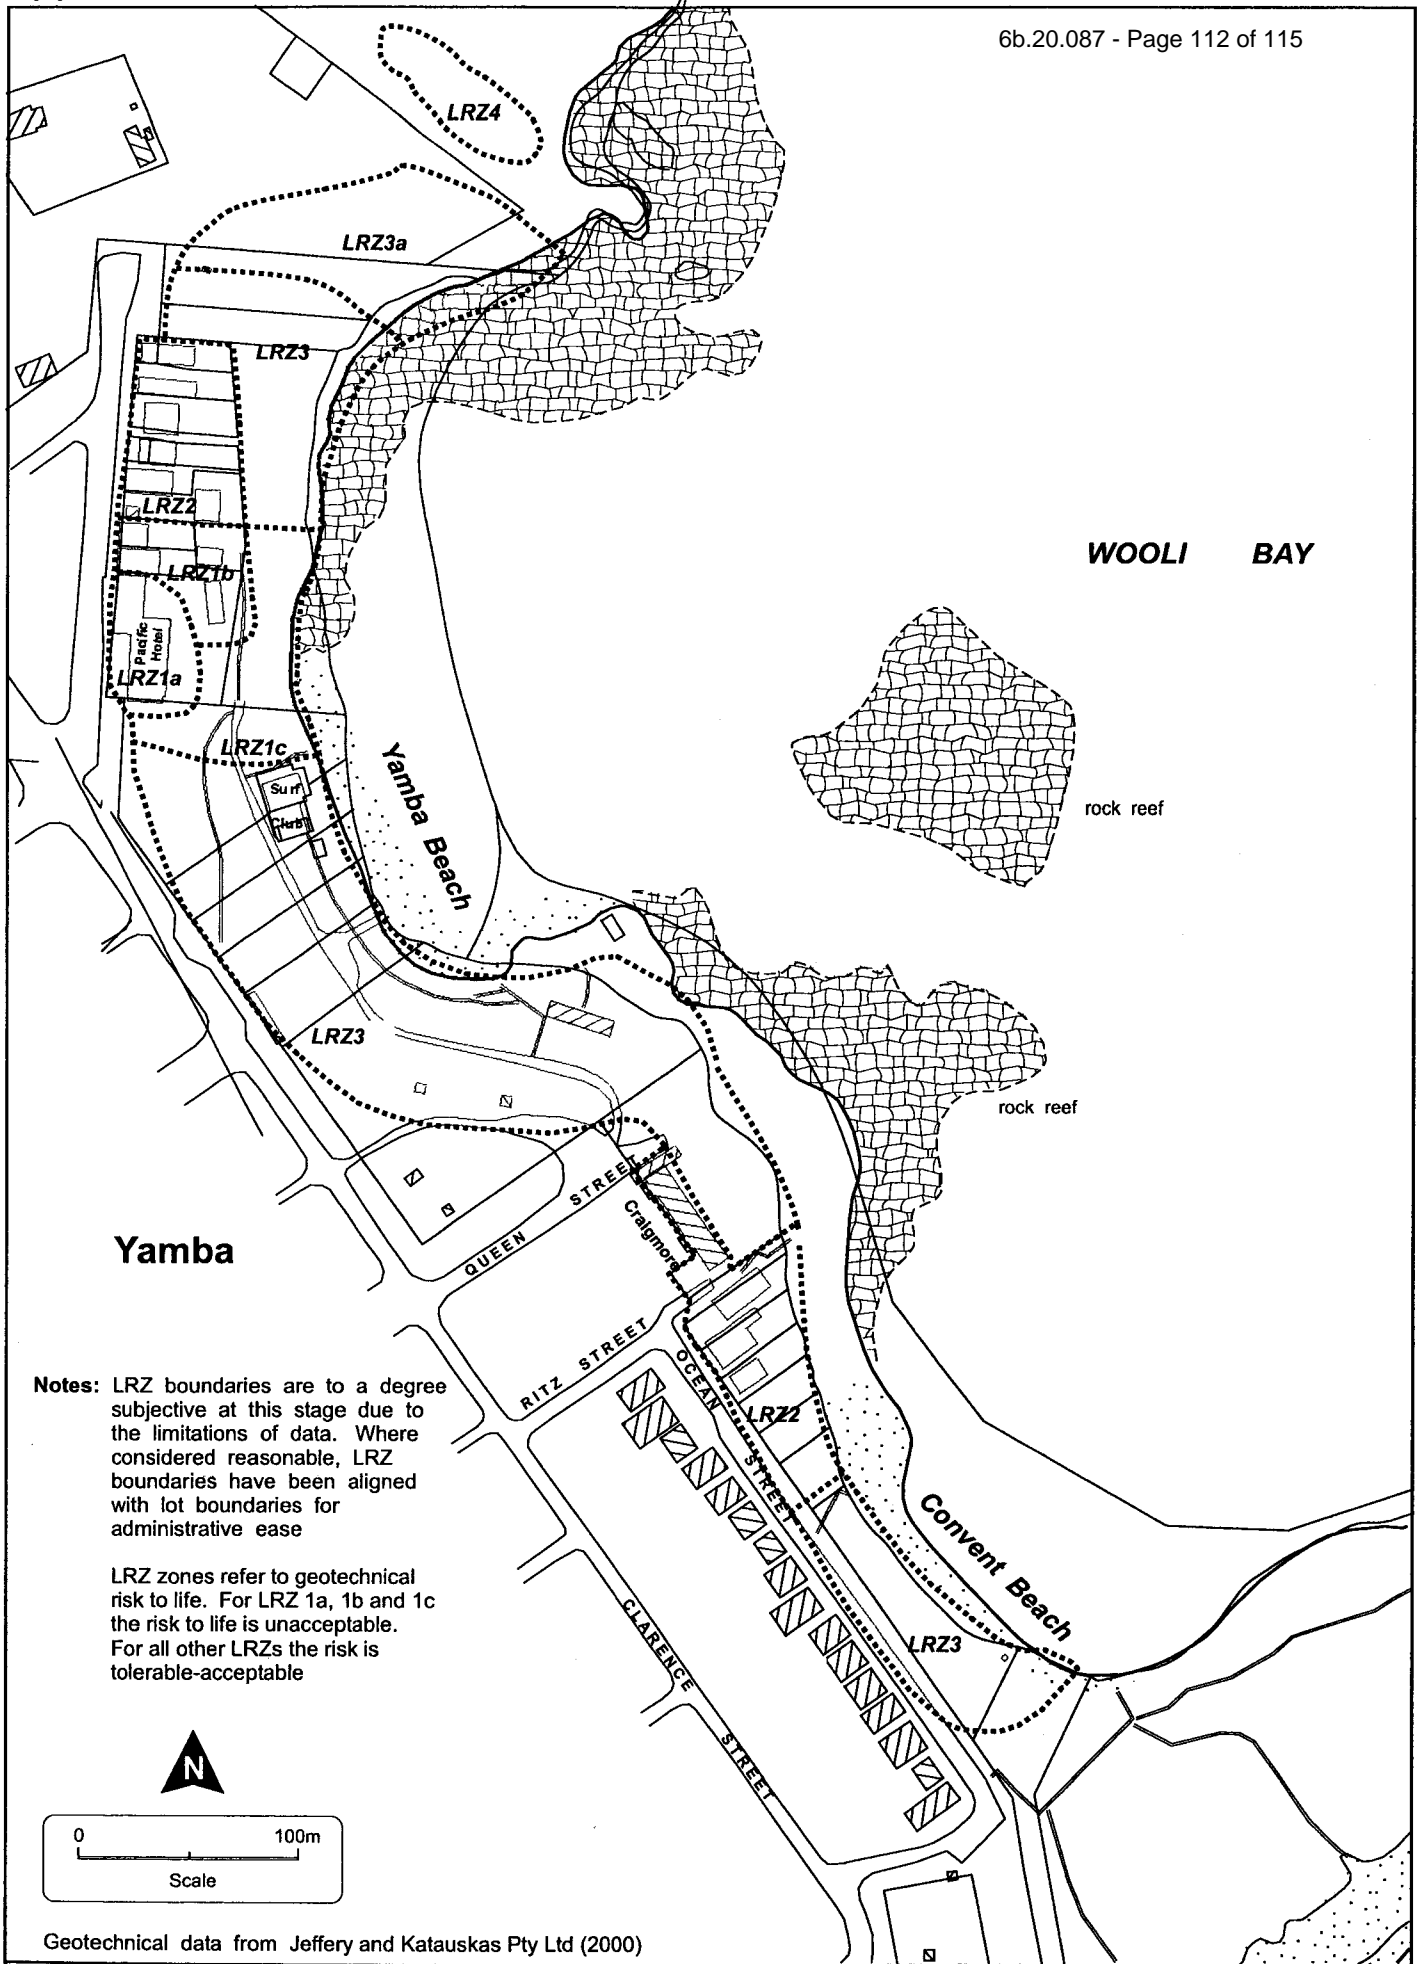 6b.20.087 - Page 112 of 115
LRZ4
LRZ3a
LRZ3
LRZ2
WOOLI BAY
LRZ1b
Pacific
Hotel
LRZ1a
LRZ1c
Surf
Club
Yamba Beach
rock reef
LRZ3
rock reef
QUEEN STREET
Craigmore
Yamba
RITZ STREET
OCEAN STREET
LRZ2
Convent Beach
LRZ3
CLARENCE STREET
Notes: LRZ boundaries are to a degree
subjective at this stage due to
the limitations of data. Where
considered reasonable, LRZ
boundaries have been aligned
with lot boundaries for
administrative ease
LRZ zones refer to geotechnical
risk to life. For LRZ 1a, 1b and 1c
the risk to life is unacceptable.
For all other LRZs the risk is
tolerable-acceptable
N
0 100m
Scale
Geotechnical data from Jeffery and Katauskas Pty Ltd (2000)